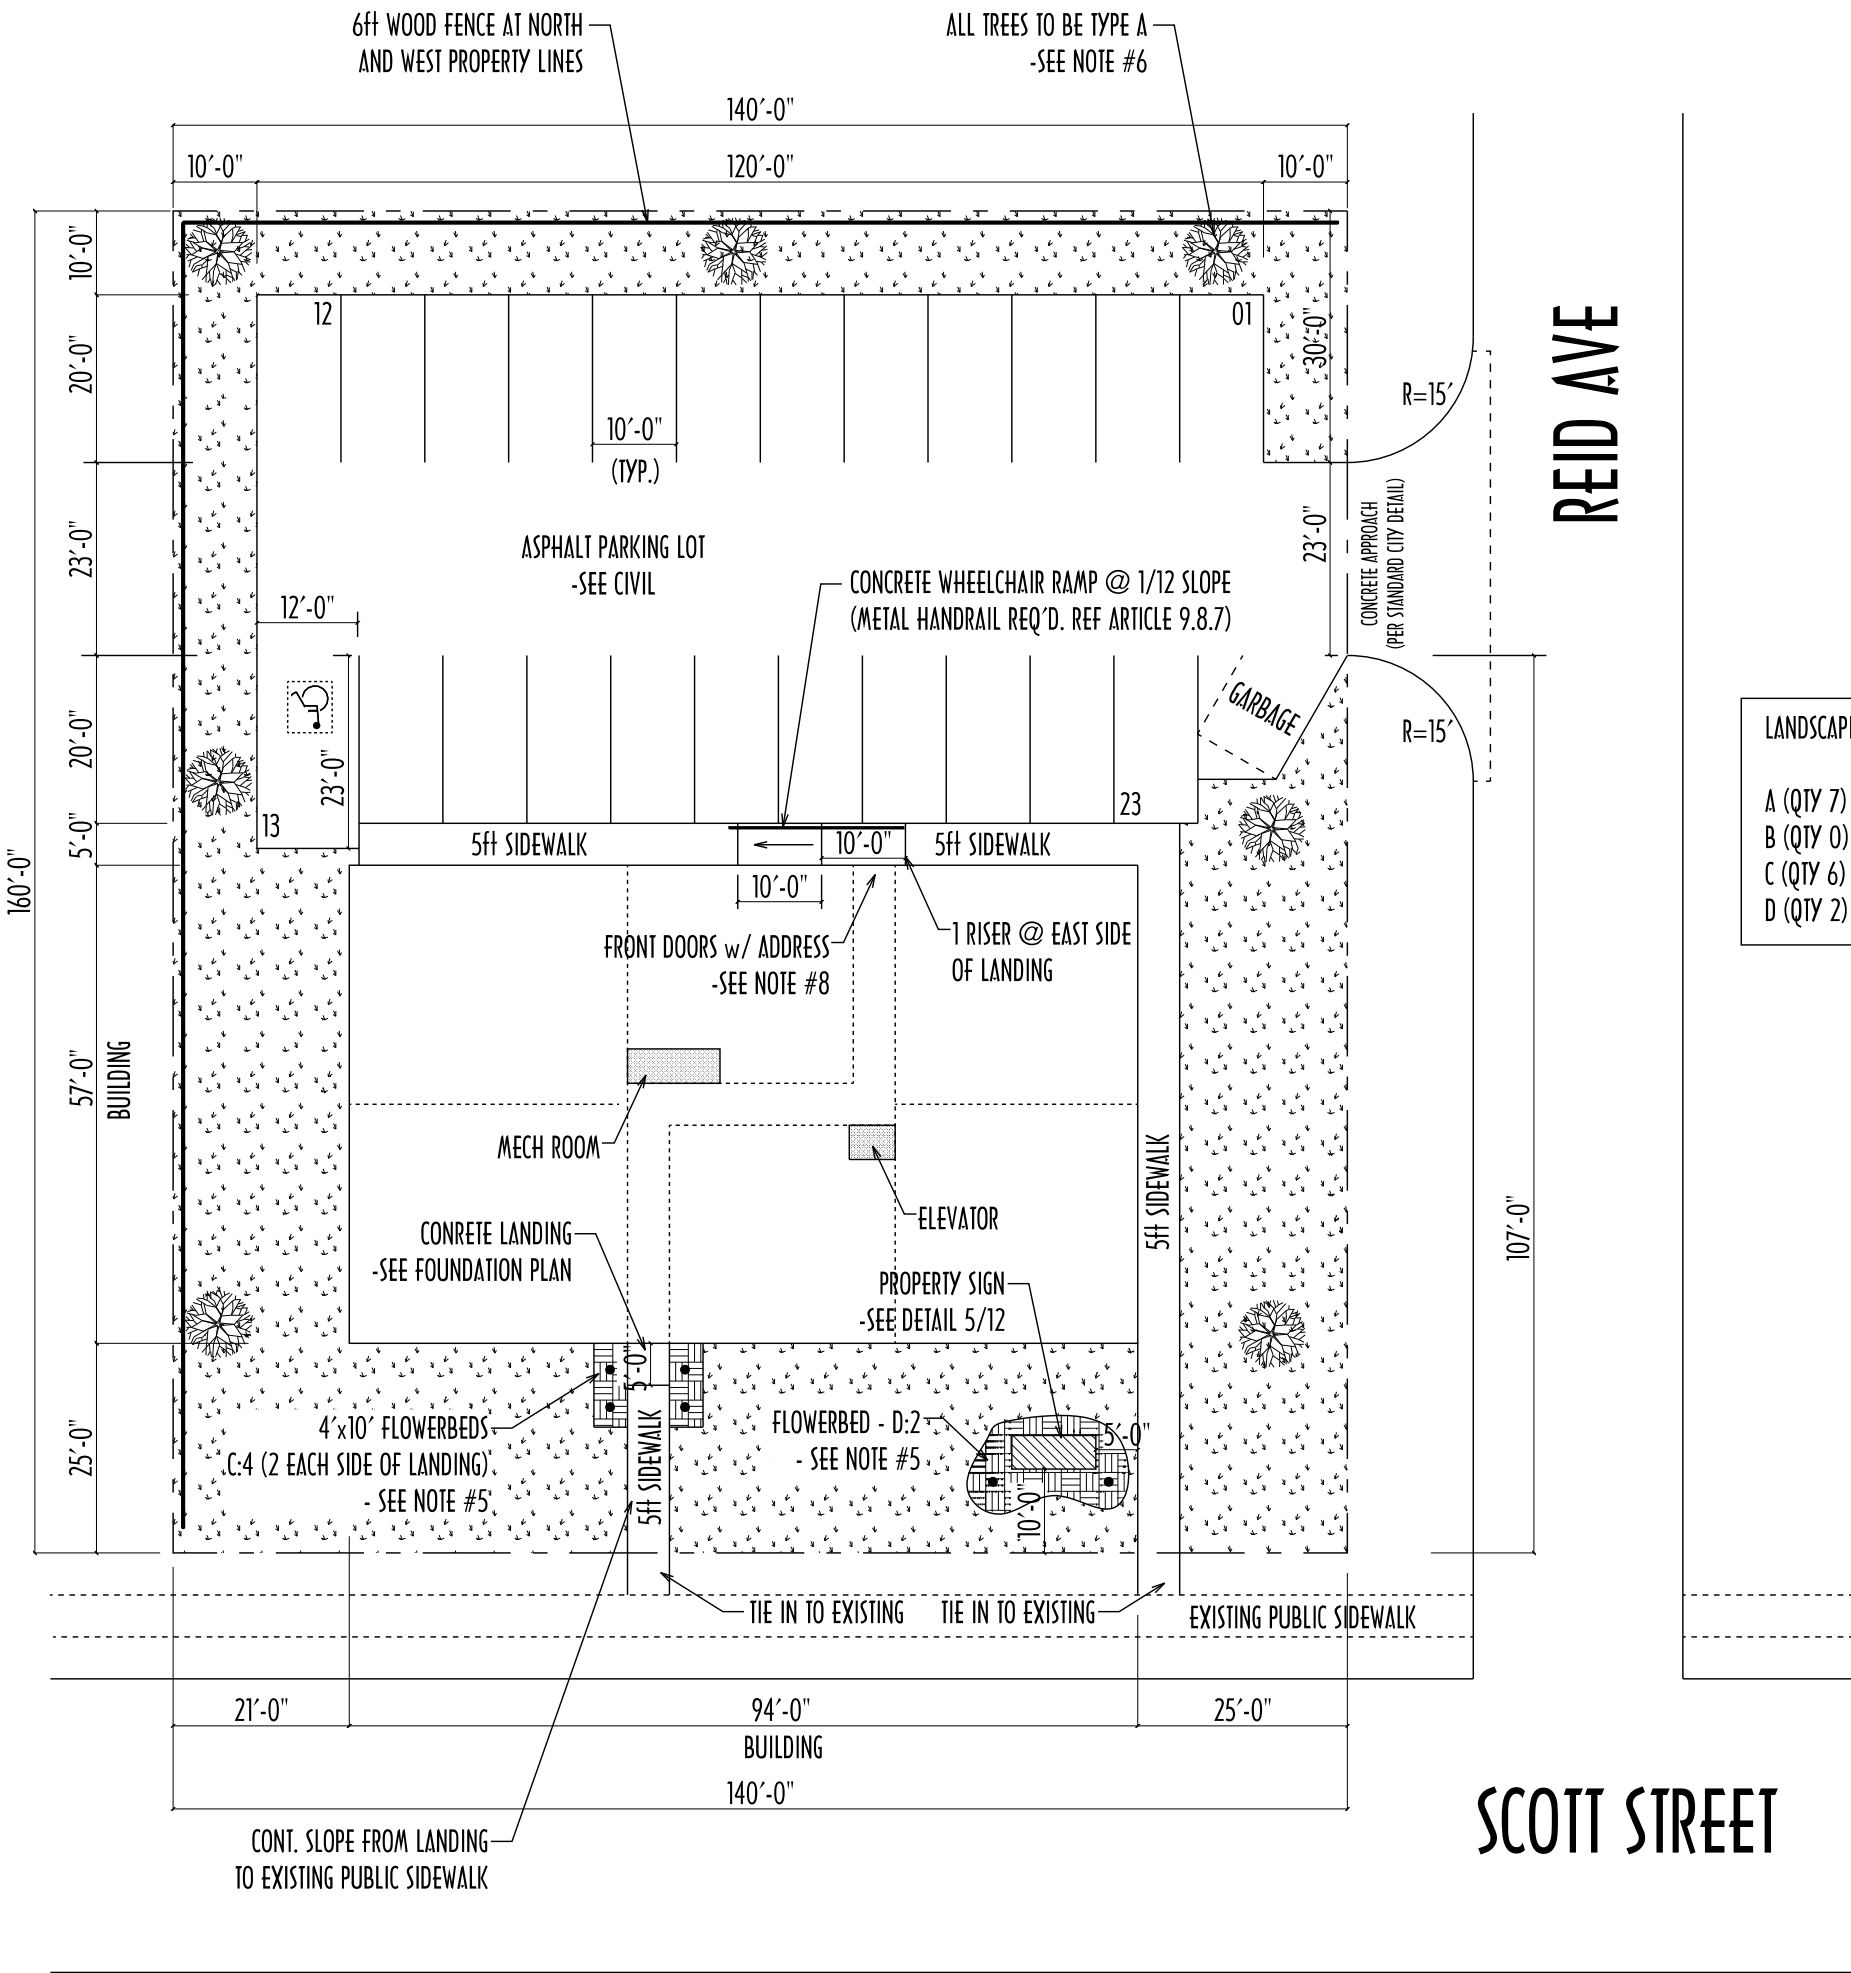 6ft WOOD FENCE AT NORTH
AND WEST PROPERTY LINES
ALL TREES TO BE TYPE A
-SEE NOTE #6
140'-0"
10'-0"
120'-0"
10'-0"
10'-0"
20'-0"
23'-0"
20'-0"
5'-0"
160'-0"
57'-0"
BUILDING
25'-0"
12
01
30'-0"
10'-0"
(TYP.)
R=15'
REID AVE
ASPHALT PARKING LOT
-SEE CIVIL
23'-0"
CONCRETE APPROACH
(PER STANDARD CITY DETAIL)
12'-0"
CONCRETE WHEELCHAIR RAMP @ 1/12 SLOPE
(METAL HANDRAIL REQ'D. REF ARTICLE 9.8.7)
GARBAGE
R=15'
23'-0"
13
23
5ft SIDEWALK
10'-0"
5ft SIDEWALK
10'-0"
FRONT DOORS w/ ADDRESS
-SEE NOTE #8
1 RISER @ EAST SIDE
OF LANDING
LANDSCAP
A (QTY 7)
B (QTY 0)
C (QTY 6)
D (QTY 2)
MECH ROOM
ELEVATOR
5ft SIDEWALK
107'-0"
CONRETE LANDING
-SEE FOUNDATION PLAN
PROPERTY SIGN
-SEE DETAIL 5/12
5'-0"
4'x10' FLOWERBEDS
C:4 (2 EACH SIDE OF LANDING)
- SEE NOTE #5
5ft SIDEWALK
FLOWERBED - D:2
- SEE NOTE #5
5'-0"
10'-0"
TIE IN TO EXISTING
TIE IN TO EXISTING
EXISTING PUBLIC SIDEWALK
21'-0"
94'-0"
25'-0"
BUILDING
140'-0"
SCOTT STREET
CONT. SLOPE FROM LANDING
TO EXISTING PUBLIC SIDEWALK